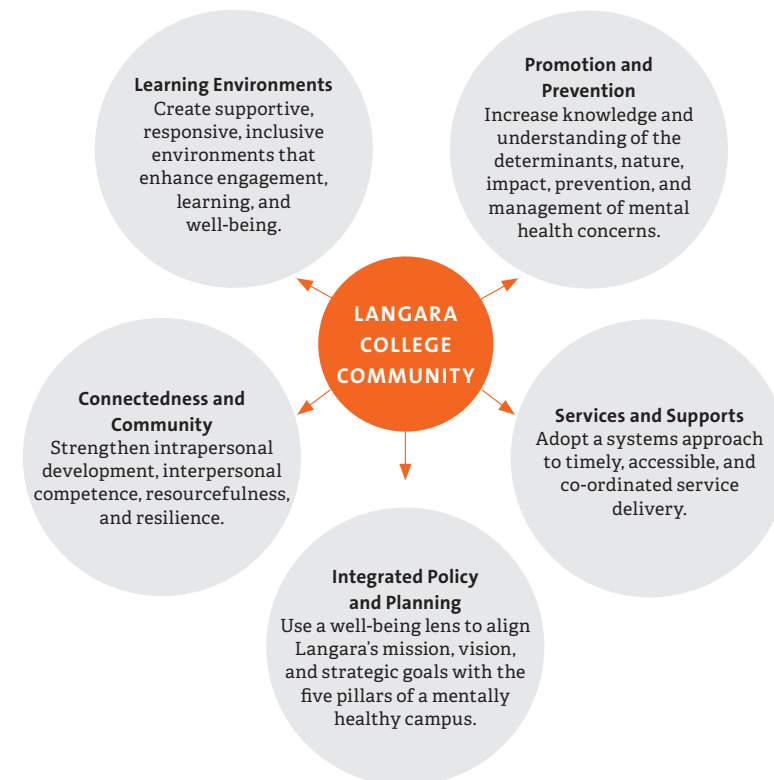 Learning Environments
Create supportive,
responsive, inclusive
environments that
enhance engagement,
learning, and
well-being.
Promotion and
Prevention
Increase knowledge and
understanding of the
determinants, nature,
impact, prevention, and
management of mental
health concerns.
LANGARA
COLLEGE
COMMUNITY
Connectedness and
Community
Strengthen intrapersonal
development, interpersonal
competence, resourcefulness,
and resilience.
Services and Supports
Adopt a systems approach
to timely, accessible, and
co-ordinated service
delivery.
Integrated Policy
and Planning
Use a well-being lens to align
Langara’s mission, vision,
and strategic goals with the
five pillars of a mentally
healthy campus.